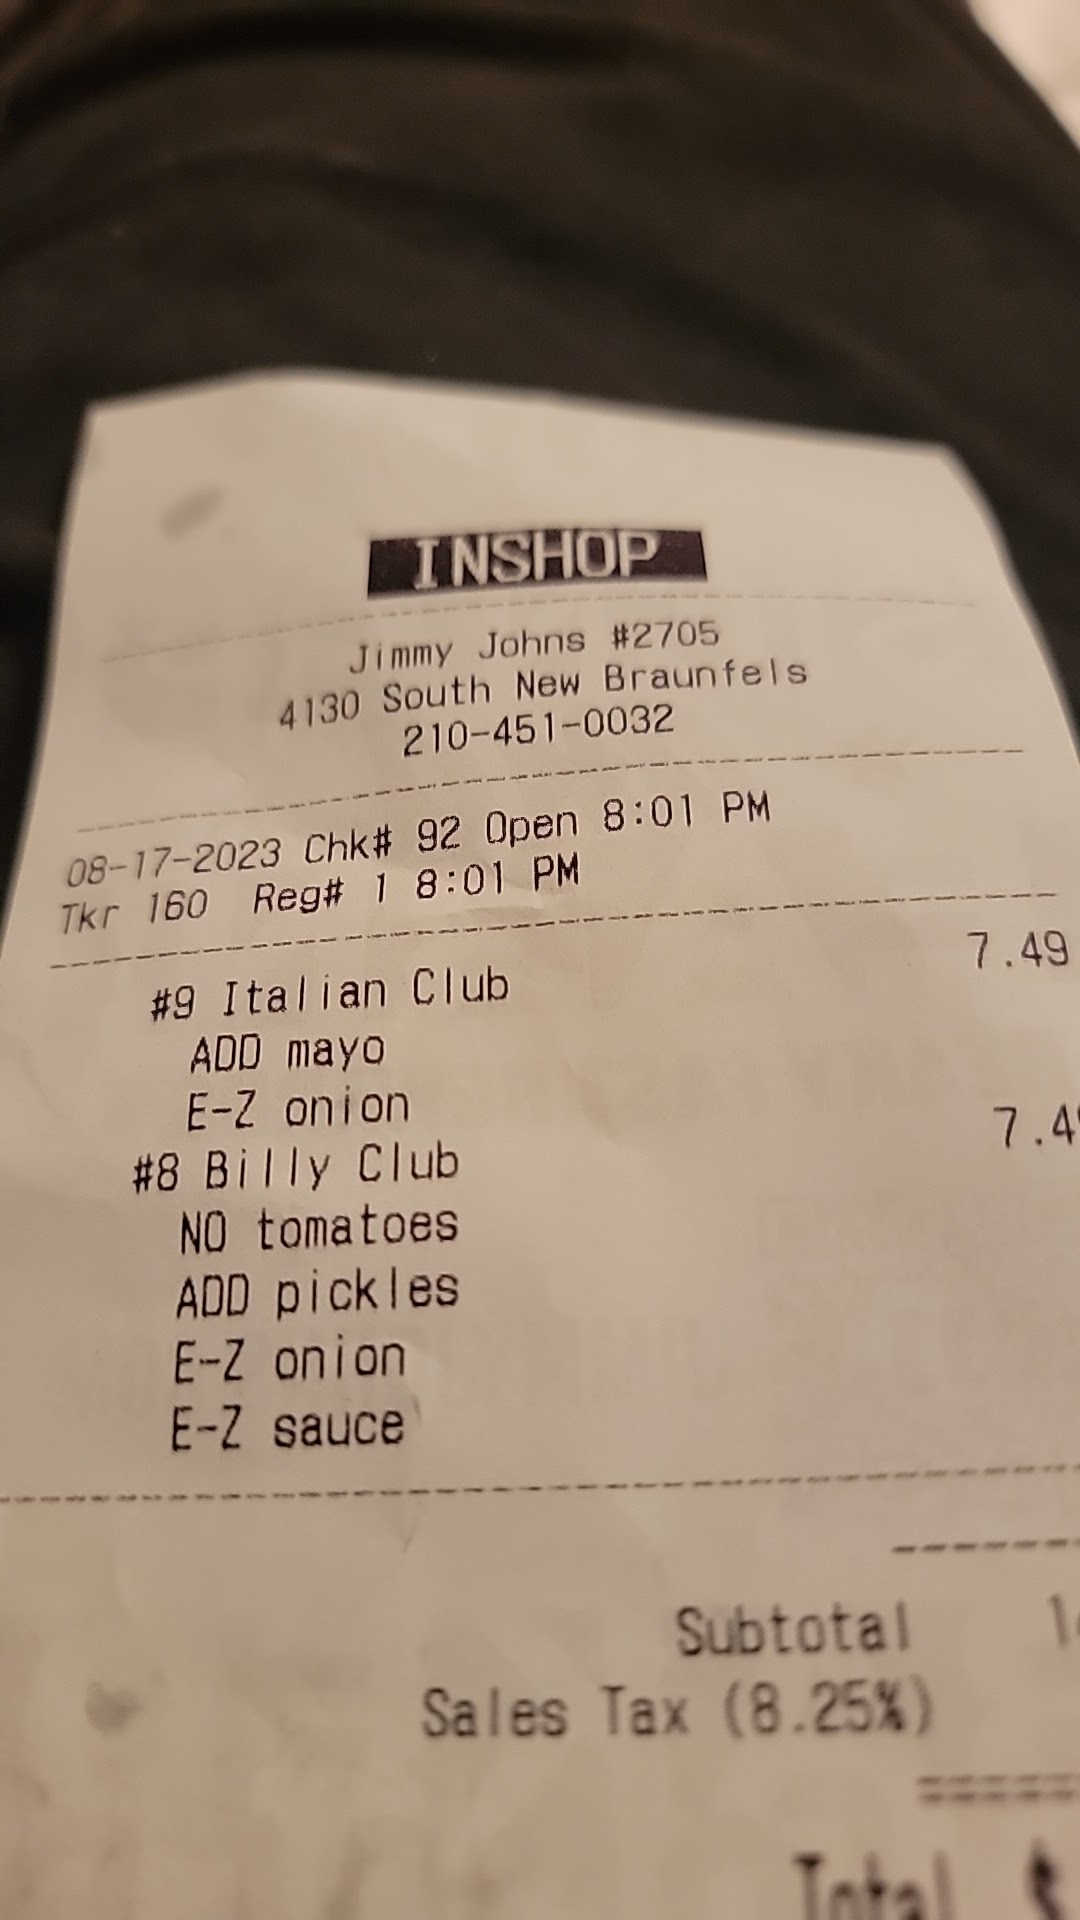 INSHOP
Jimmy Johns #2705
4130 South New Braunfels
210-451-0032
08-17-2023 Chk# 92 Open 8:01 PM
Tkr 160 Reg# 1 8:01 PM
#9 Italian Club 7.49
ADD mayo
E-Z onion
#8 Billy Club
NO tomatoes
ADD pickles
E-Z onion
E-Z sauce
Subtotal
Sales Tax (8.25%)
Total $